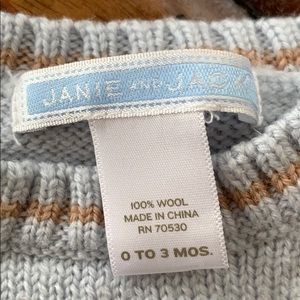 JANIE AND JACK
100% WOOL
MADE IN CHINA
RN 70530
0 TO 3 MOS.